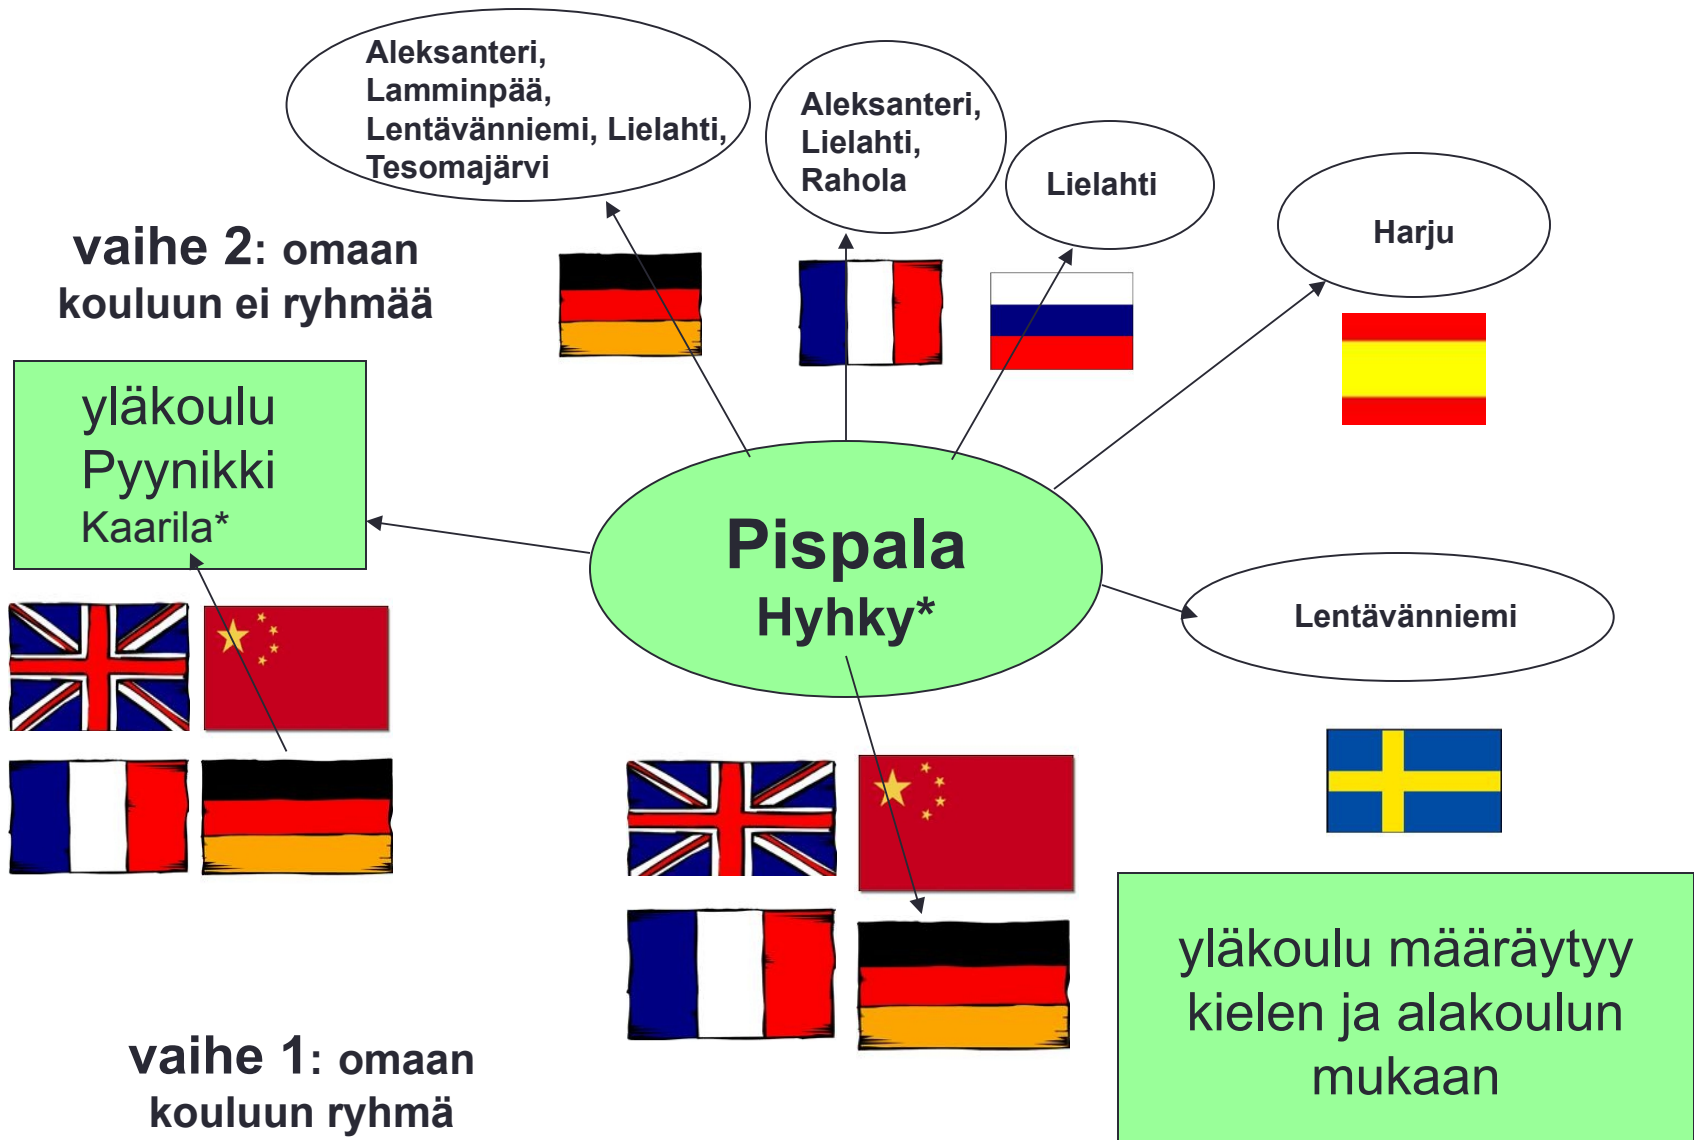 Aleksanteri,
Lamminpää,
Lentävänniemi, Lielahti,
Tesomajärvi
Aleksanteri,
Lielahti,
Rahola
Lielahti
Harju
vaihe 2: omaan
kouluun ei ryhmää
yläkoulu
Pyynikki
Kaarila*
Pispala
Hyhky*
Lentävänniemi
yläkoulu määräytyy
kielen ja alakoulun
mukaan
vaihe 1: omaan
kouluun ryhmä